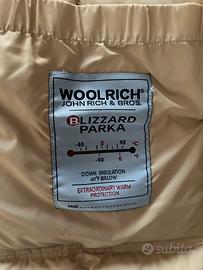 WOOLRICH®
JOHN RICH & BROS.
BLIZZARD
PARKA
-40 0 40 °C
-40 0 40 °F
DOWN INSULATION
40°F BELOW
EXTRAORDINARY WARM
PROTECTION
NAME
subito